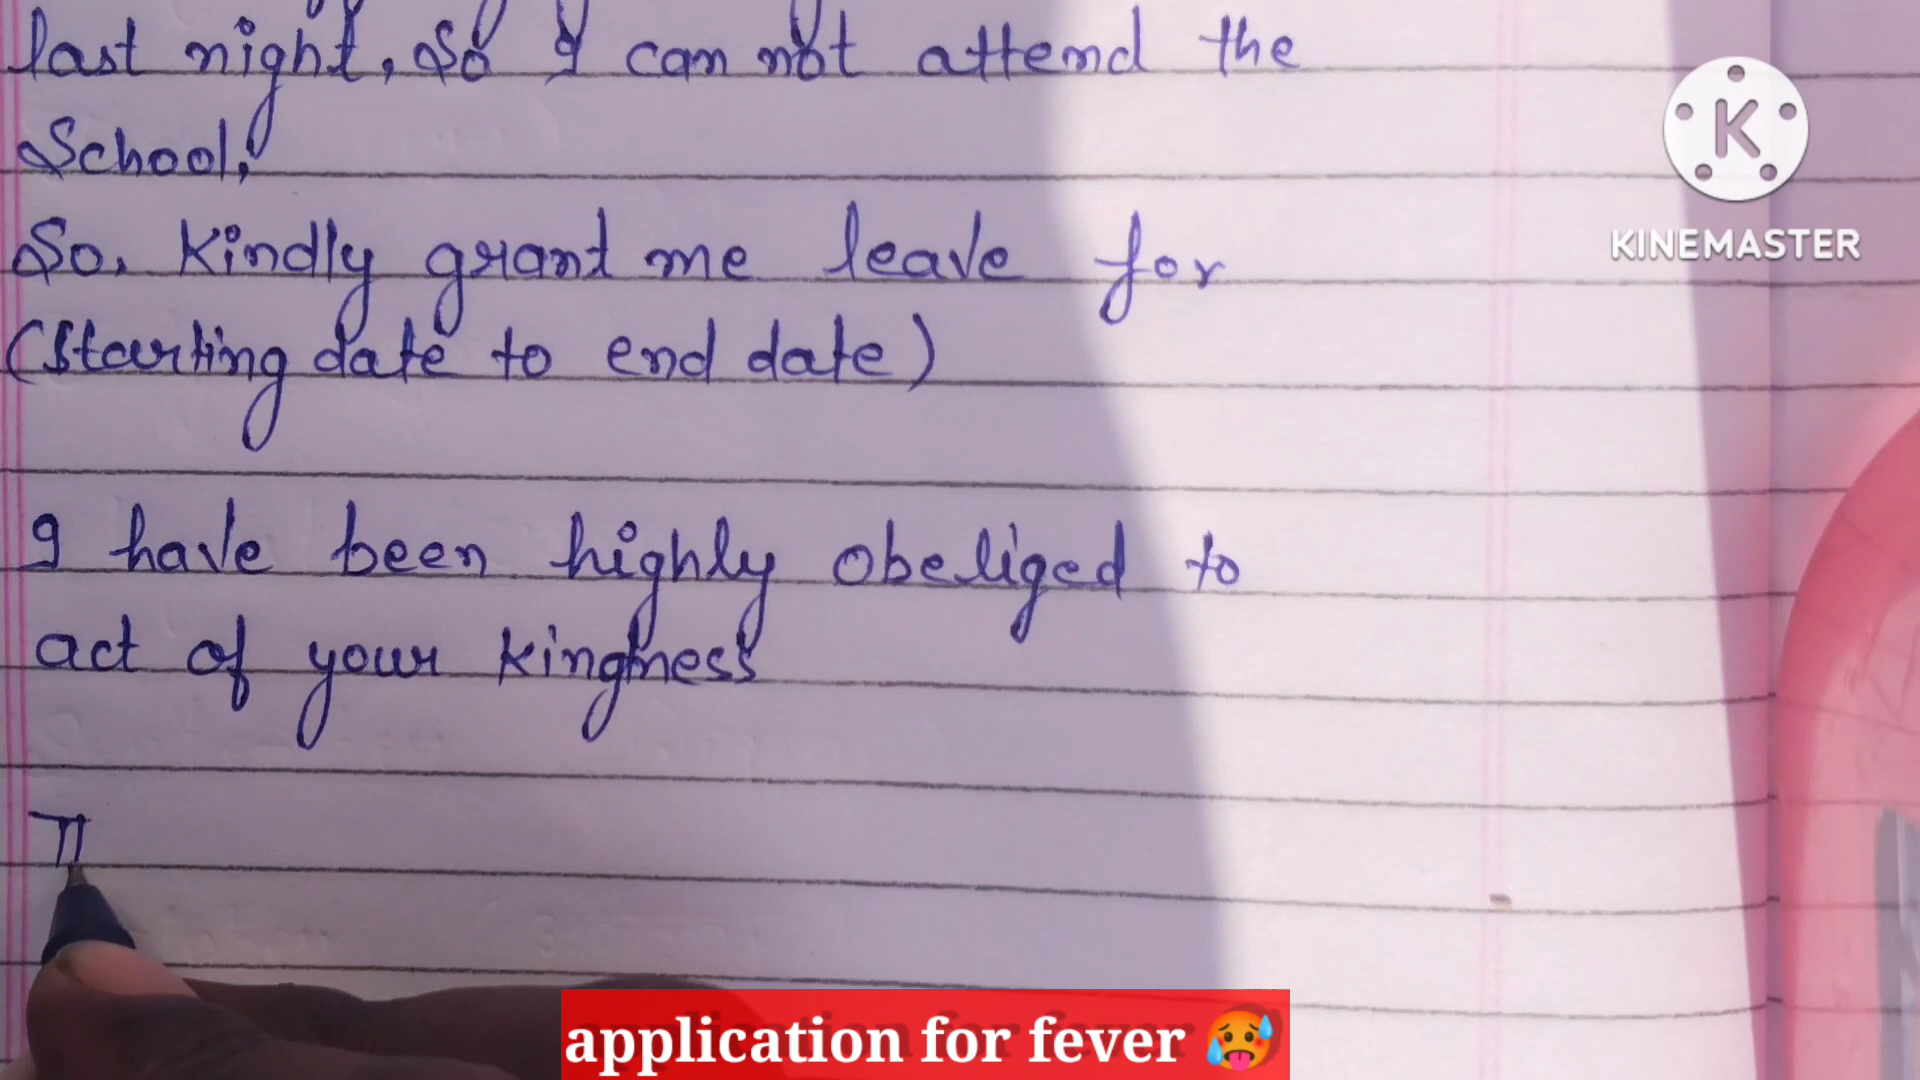 last night, So I can not attend the
School,
So, Kindly grant me leave for
(Starting date to end date)
I have been highly obeliged to
act of your kingness
K
KINEMASTER
application for fever 🥵